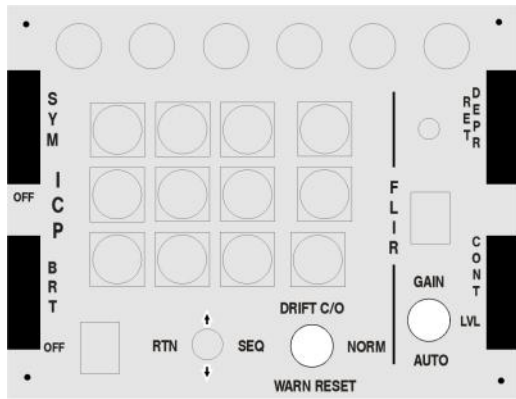 SYM
RET
DEPR
OFF
ICP
FLIR
BRT
CONT
GAIN
DRIFT C/O
LVL
OFF
RTN
SEQ
NORM
AUTO
WARN RESET